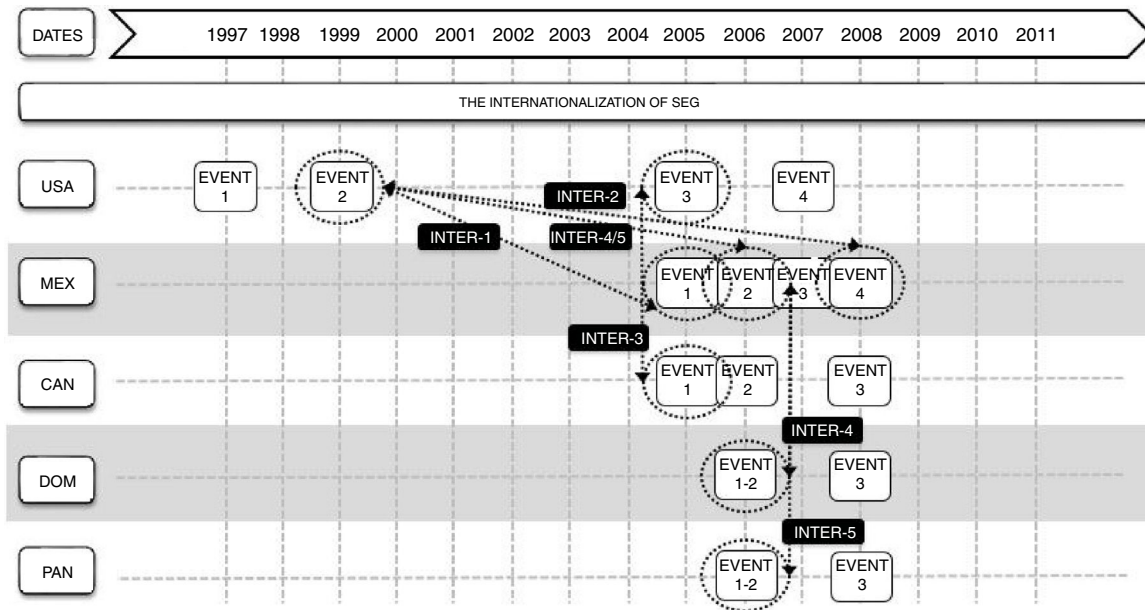 DATES
1997 1998 1999 2000 2001 2002 2003 2004 2005 2006 2007 2008 2009 2010 2011
THE INTERNATIONALIZATION OF SEG
USA
EVENT
1
EVENT
2
EVENT
3
EVENT
4
INTER-2
INTER-1
INTER-4/5
MEX
EVENT
1
EVENT
2
EVENT
3
EVENT
4
INTER-3
CAN
EVENT
1
EVENT
2
EVENT
3
INTER-4
DOM
EVENT
1-2
EVENT
3
INTER-5
PAN
EVENT
1-2
EVENT
3